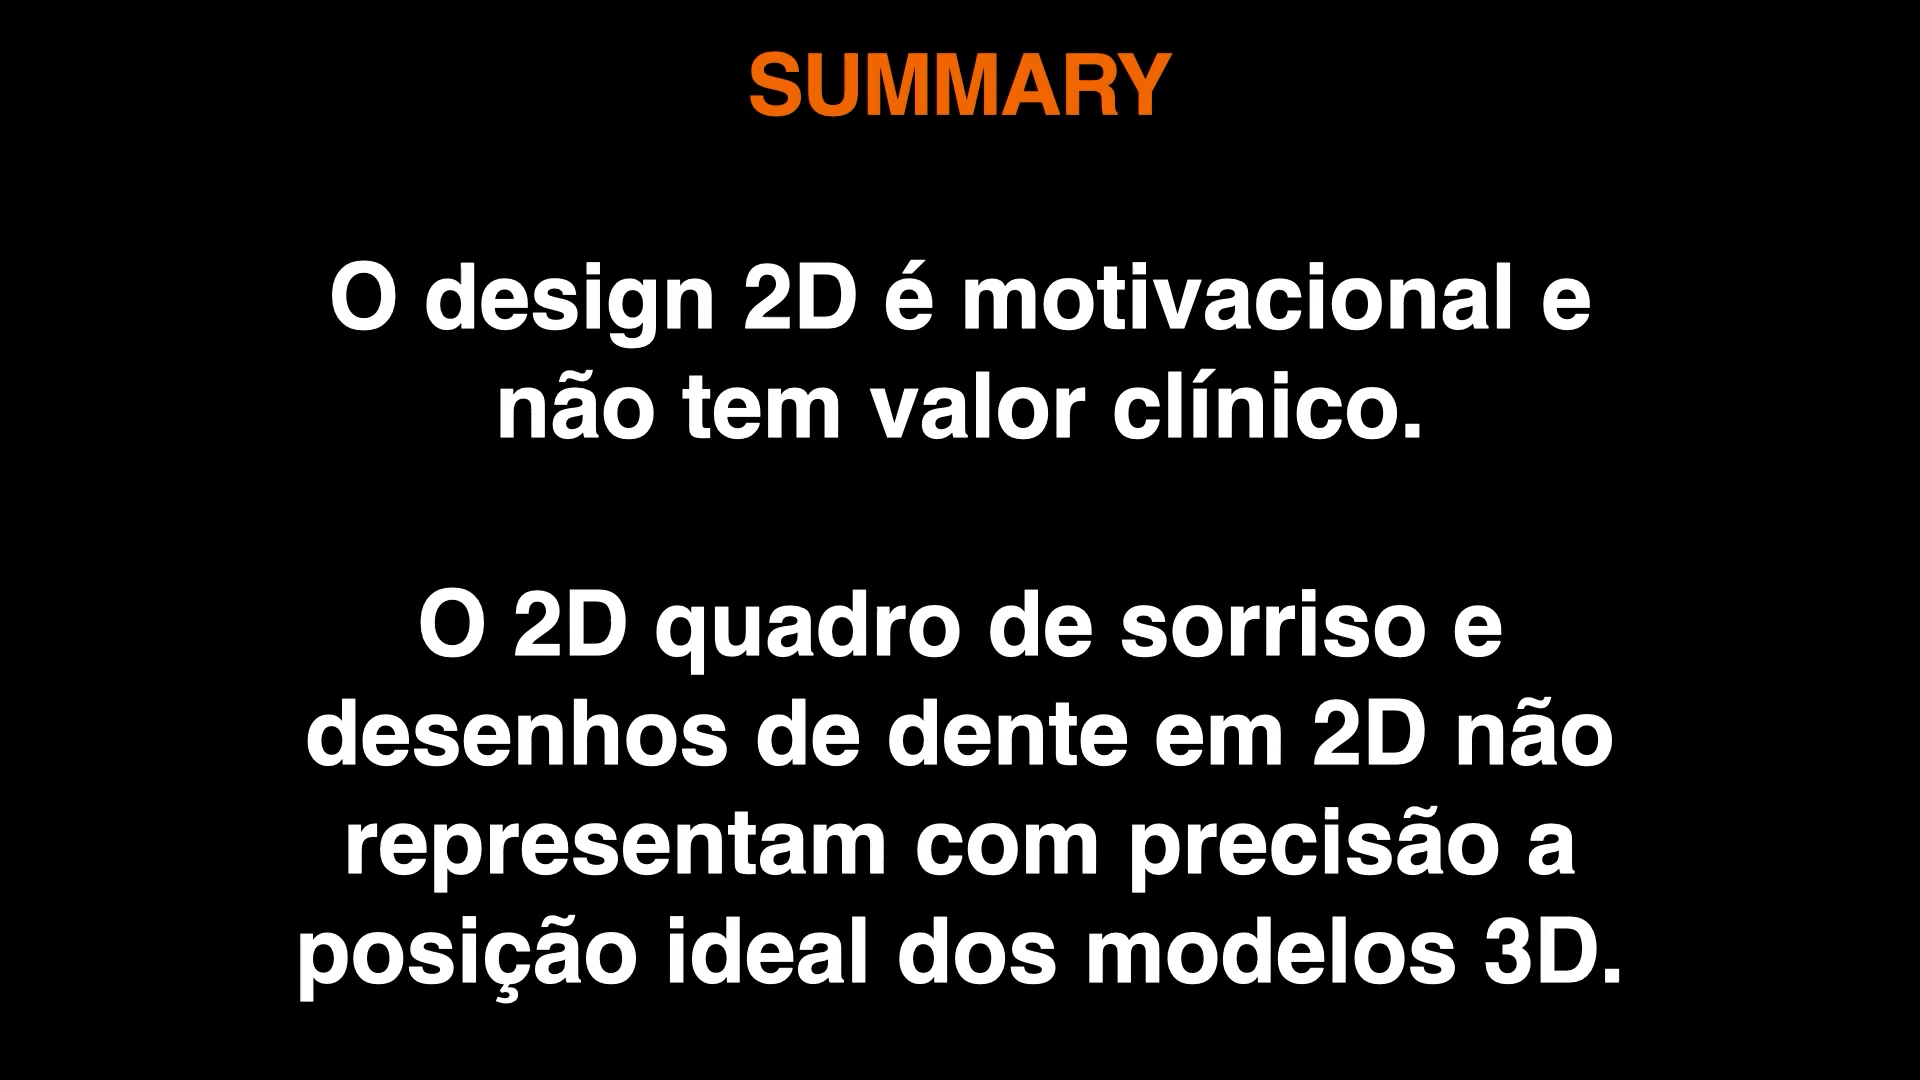 SUMMARY
O design 2D é motivacional e
não tem valor clínico.
O 2D quadro de sorriso e
desenhos de dente em 2D não
representam com precisão a
posição ideal dos modelos 3D.